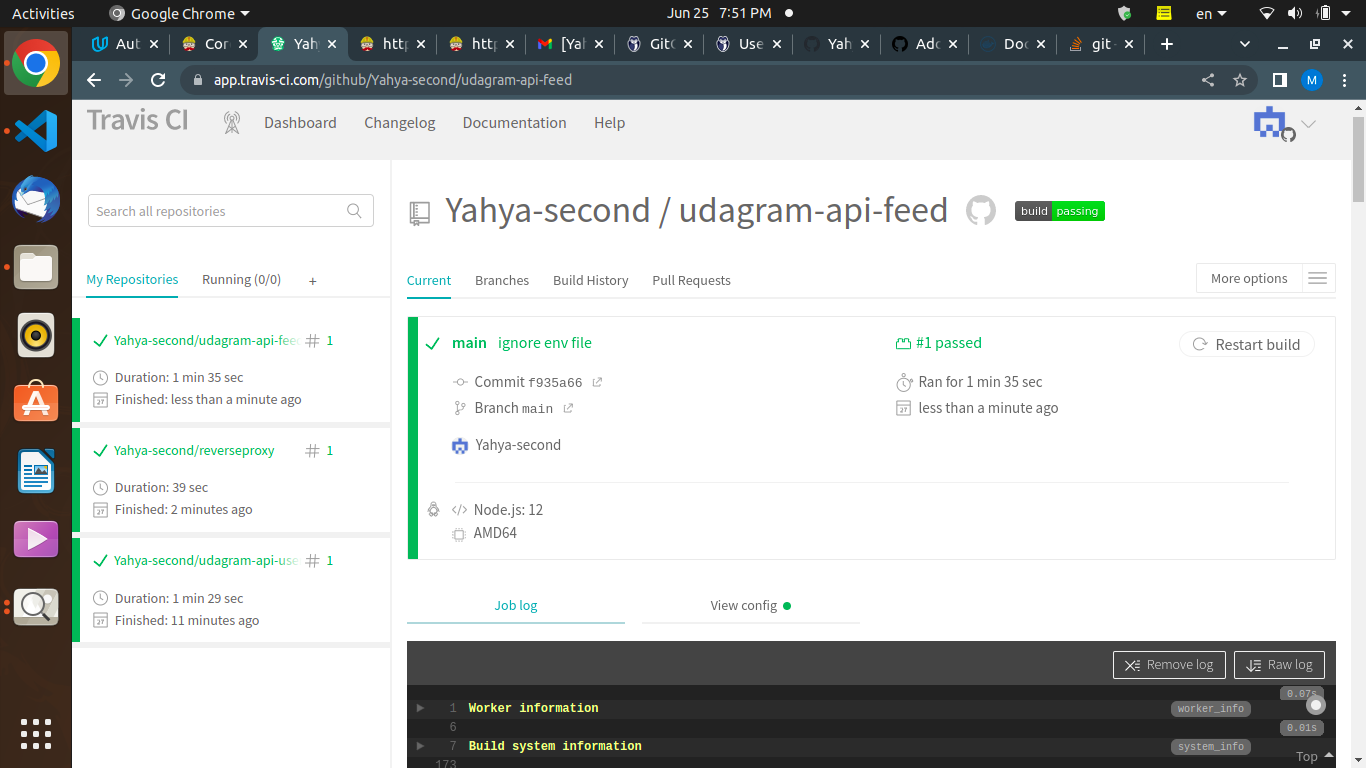 Activities
Google Chrome
Jun 25 7:51 PM
en
Aut
Cor
Yahy
http
http
[Yal
GitC
Use
Yah
Adc
Doc
git -
app.travis-ci.com/github/Yahya-second/udagram-api-feed
M
Travis CI
Dashboard
Changelog
Documentation
Help
Search all repositories
Yahya-second / udagram-api-feed
build passing
My Repositories
Running (0/0)
+
Current
Branches
Build History
Pull Requests
More options
Yahya-second/udagram-api-feed
# 1
Duration: 1 min 35 sec
Finished: less than a minute ago
Yahya-second/reverseproxy
# 1
Duration: 39 sec
Finished: 2 minutes ago
Yahya-second/udagram-api-use
# 1
Duration: 1 min 29 sec
Finished: 11 minutes ago
main ignore env file
#1 passed
Restart build
Commit f935a66
Ran for 1 min 35 sec
Branch main
less than a minute ago
Yahya-second
Node.js: 12
AMD64
Job log
View config
Remove log
Raw log
0.07s
1 Worker information
worker_info
6
0.01s
7 Build system information
system_info
173
Top